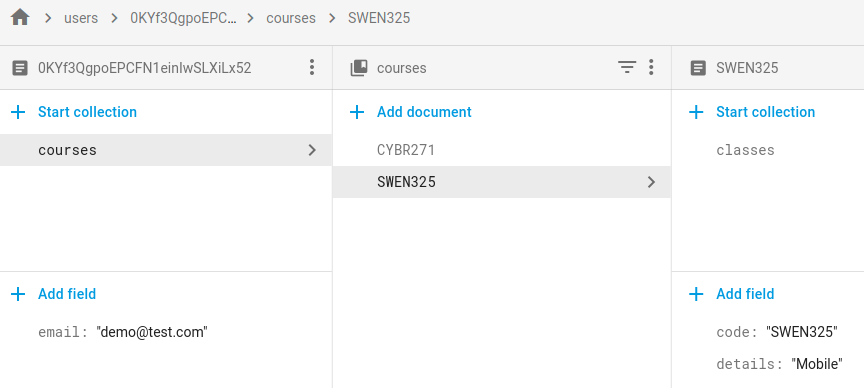 users 0KYf3QgpoEPC… courses SWEN325
0KYf3QgpoEPCFN1einIwSLXiLx52 courses SWEN325
+ Start collection + Add document + Start collection
courses CYBR271 classes
SWEN325
+ Add field + Add field
email: "demo@test.com" code: "SWEN325"
details: "Mobile"